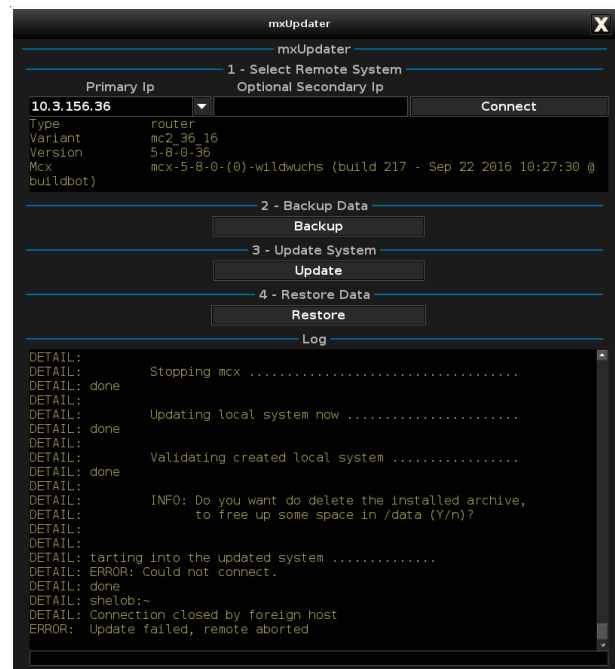 mxUpdater
X
mxUpdater
1 - Select Remote System
Primary Ip Optional Secondary Ip
10.3.156.36 Connect
Type router
Variant mc2_36_16
Version 5-8-0-36
Mcx mcx-5-8-0-(0)-wildwuchs (build 217 - Sep 22 2016 10:27:30 @
buildbot)
2 - Backup Data
Backup
3 - Update System
Update
4 - Restore Data
Restore
Log
DETAIL:
DETAIL: Stopping mcx ....................................
DETAIL: done
DETAIL:
DETAIL: Updating local system now .......................
DETAIL: done
DETAIL:
DETAIL: Validating created local system .................
DETAIL: done
DETAIL:
DETAIL: INFO: Do you want do delete the installed archive,
DETAIL: to free up some space in /data (Y/n)?
DETAIL:
DETAIL:
DETAIL: tarting into the updated system ..............
DETAIL: ERROR: Could not connect.
DETAIL: done
DETAIL: shelob:~
DETAIL: Connection closed by foreign host
ERROR: Update failed, remote aborted